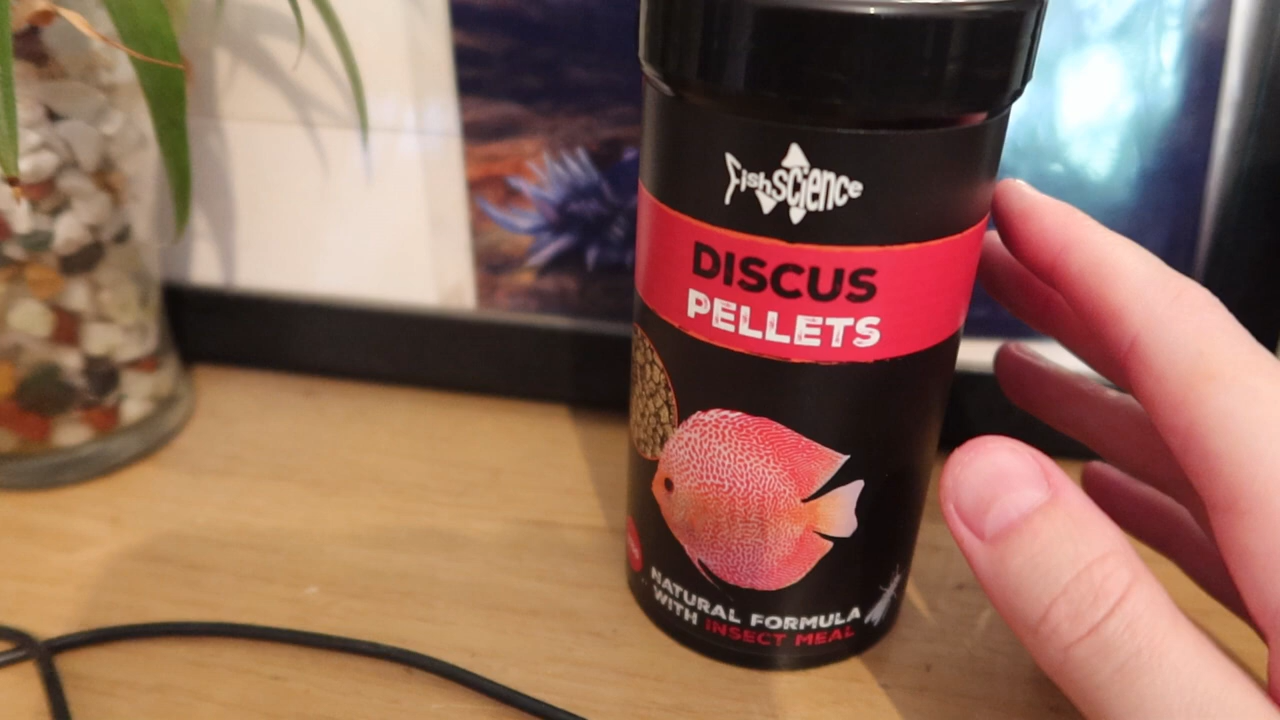 FishScience
DISCUS
PELLETS
NATURAL FORMULA
WITH INSECT MEAL